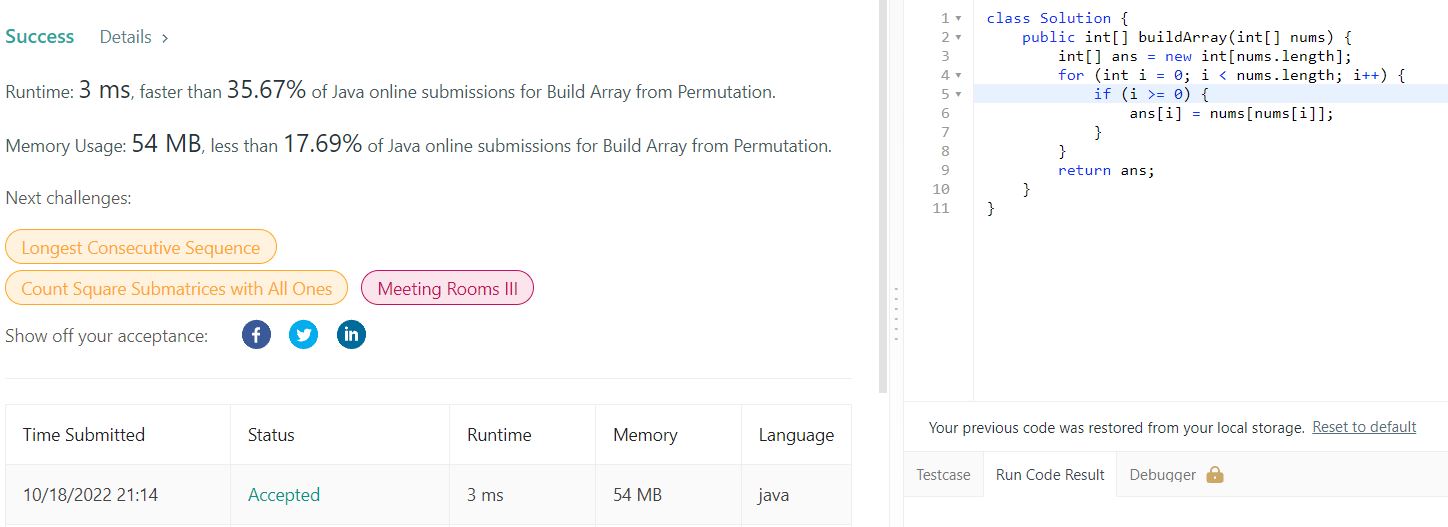 Success Details >
Runtime: 3 ms, faster than 35.67% of Java online submissions for Build Array from Permutation.
Memory Usage: 54 MB, less than 17.69% of Java online submissions for Build Array from Permutation.
Next challenges:
Longest Consecutive Sequence
Count Square Submatrices with All Ones Meeting Rooms III
Show off your acceptance: f in
Time Submitted Status Runtime Memory Language
10/18/2022 21:14 Accepted 3 ms 54 MB java
1 class Solution {
2 public int[] buildArray(int[] nums) {
3 int[] ans = new int[nums.length];
4 for (int i = 0; i < nums.length; i++) {
5 if (i >= 0) {
6 ans[i] = nums[nums[i]];
7 }
8 }
9 return ans;
10 }
11 }
Your previous code was restored from your local storage. Reset to default
Testcase Run Code Result Debugger